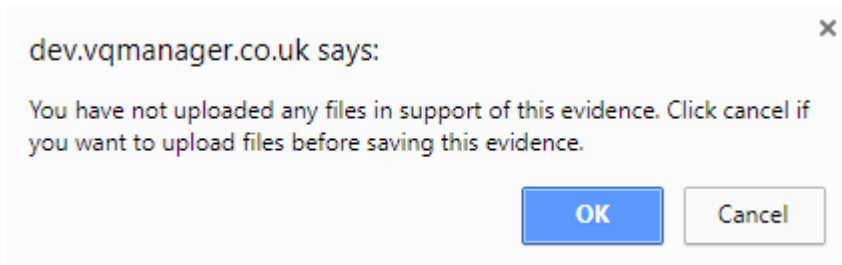 dev.vqmanager.co.uk says:
You have not uploaded any files in support of this evidence. Click cancel if
you want to upload files before saving this evidence.
OK Cancel